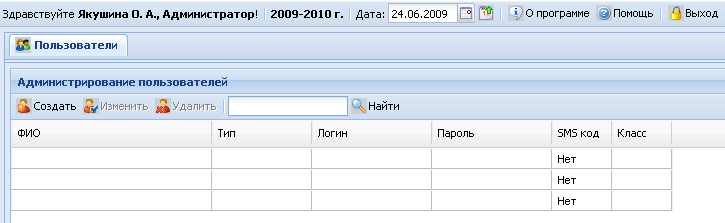 Здравствуйте Якушина О. А., Администратор! 2009-2010 г. Дата: 24.06.2009 О программе Помощь Выход
Пользователи
Администрирование пользователей
Создать Изменить Удалить Найти
ФИО Тип Логин Пароль SMS код Класс
Нет
Нет
Нет